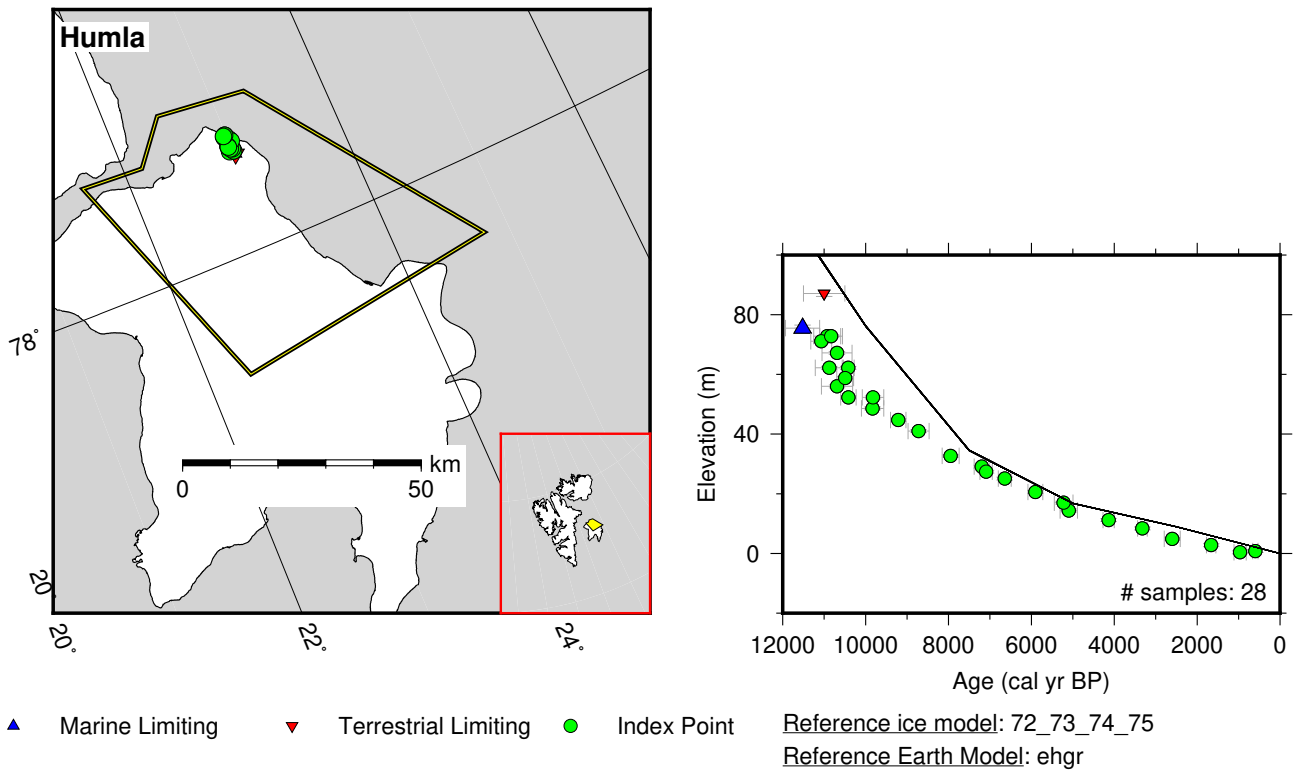 Humla
78°
20
20°
22°
24°
km
0 50
Elevation (m)
80
40
0
# samples: 28
12000 10000 8000 6000 4000 2000 0
Age (cal yr BP)
Marine Limiting Terrestrial Limiting Index Point
Reference ice model: 72_73_74_75
Reference Earth Model: ehgr